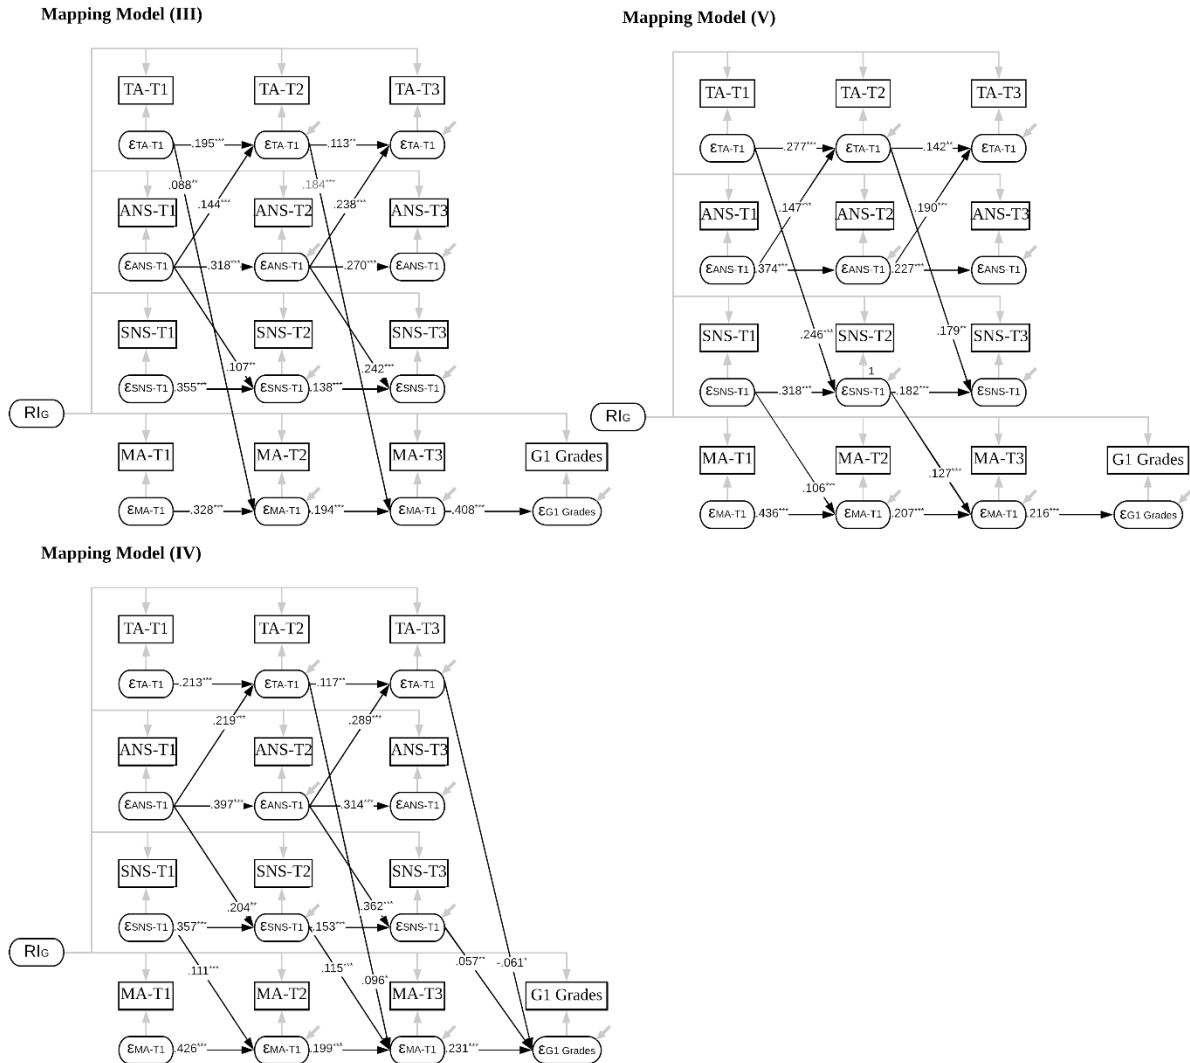 Mapping Model (III)
TA-T1 TA-T2 TA-T3
εTA-T1 .195*** εTA-T1 .113** εTA-T1
.088** .184***
.144*** .238***
ANS-T1 ANS-T2 ANS-T3
εANS-T1 .318*** εANS-T1 .270*** εANS-T1
SNS-T1 SNS-T2 SNS-T3
.107** .242***
εSNS-T1 .355*** εSNS-T1 .138*** εSNS-T1
RIG
MA-T1 MA-T2 MA-T3 G1 Grades
εMA-T1 .328*** εMA-T1 .194*** εMA-T1 .408*** εG1 Grades
Mapping Model (V)
TA-T1 TA-T2 TA-T3
εTA-T1 .277*** εTA-T1 .142** εTA-T1
.147*** .190***
ANS-T1 ANS-T2 ANS-T3
εANS-T1 .374*** εANS-T1 .227*** εANS-T1
SNS-T1 .246*** SNS-T2 .179** SNS-T3
1
εSNS-T1 .318*** εSNS-T1 .182*** εSNS-T1
RIG
MA-T1 MA-T2 MA-T3 G1 Grades
.106*** .127***
εMA-T1 .436*** εMA-T1 .207*** εMA-T1 .216*** εG1 Grades
Mapping Model (IV)
TA-T1 TA-T2 TA-T3
εTA-T1 .213*** εTA-T1 .117** εTA-T1
.219*** .289***
ANS-T1 ANS-T2 ANS-T3
εANS-T1 .397*** εANS-T1 .314*** εANS-T1
SNS-T1 SNS-T2 SNS-T3
.204** .362***
εSNS-T1 .357*** εSNS-T1 .153*** εSNS-T1
RIG
.111*** .115*** .096* .057** -.061*
MA-T1 MA-T2 MA-T3 G1 Grades
εMA-T1 .426*** εMA-T1 .199*** εMA-T1 .231*** εG1 Grades